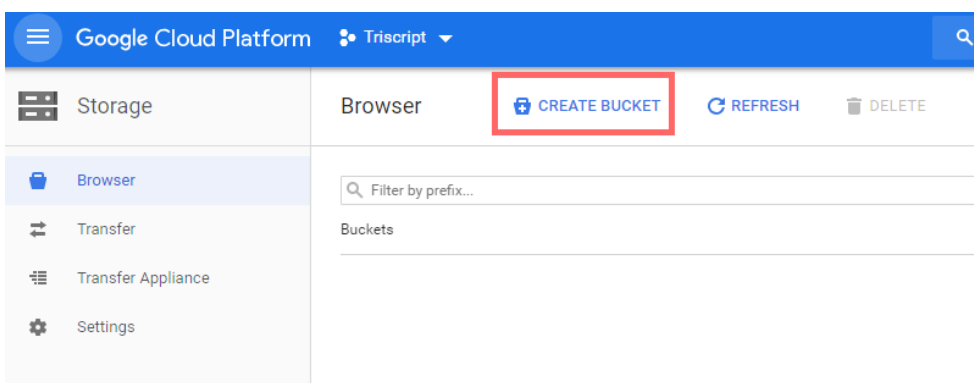 Google Cloud Platform Triscript
Storage
Browser CREATE BUCKET REFRESH DELETE
Browser
Transfer
Transfer Appliance
Settings
Filter by prefix...
Buckets